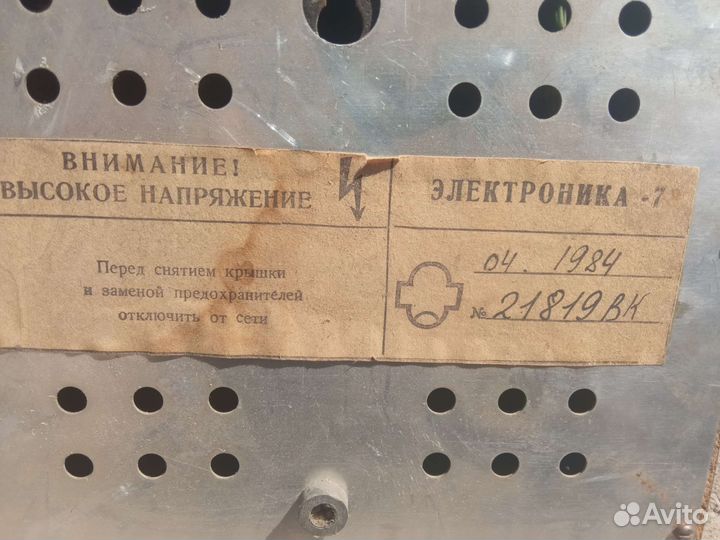 ВНИМАНИЕ!
ВЫСОКОЕ НАПРЯЖЕНИЕ
Перед снятием крышки
и заменой предохранителей
отключить от сети
ЭЛЕКТРОНИКА -7
04. 1984
№ 21819ВК
Avito